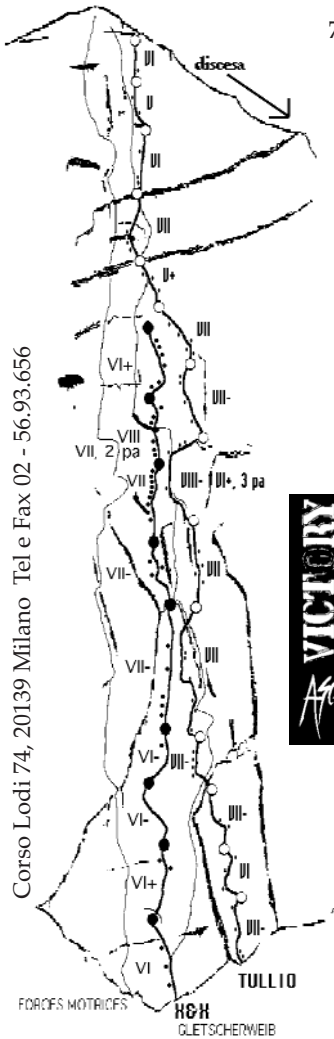 7
discesa
VI
V
VI
VII
V+
VII
VI+
VII-
VIII
VII, 2 pa
VIII- (VI+, 3 pa
VII
VII
VII-
VII
VII-
VI-
VII-
VI-
VII-
VI
VI+
VII-
VI
TULLIO
FORCES MOTRICES
X&X
GLETSCHERWEIB
Corso Lodi 74, 20139 Milano Tel e Fax 02 - 56.93.656
VICTORY